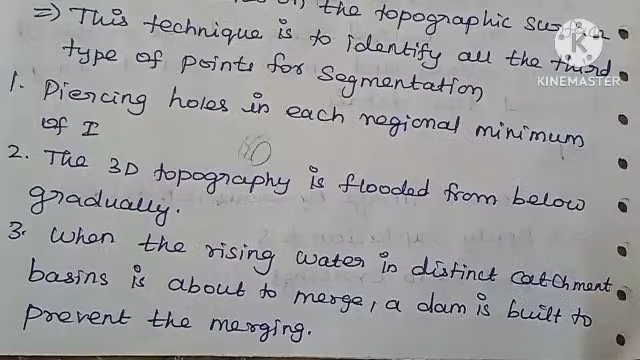 the topographic
=> This technique is to identify all the third
type of points for segmentation
1. Piercing holes in each regional minimum
of I
2. The 3D topography is flooded from below
gradually.
3. When the rising water in distinct catchment
basins is about to merge, a dam is built to
prevent the merging.
K
KINEMASTER